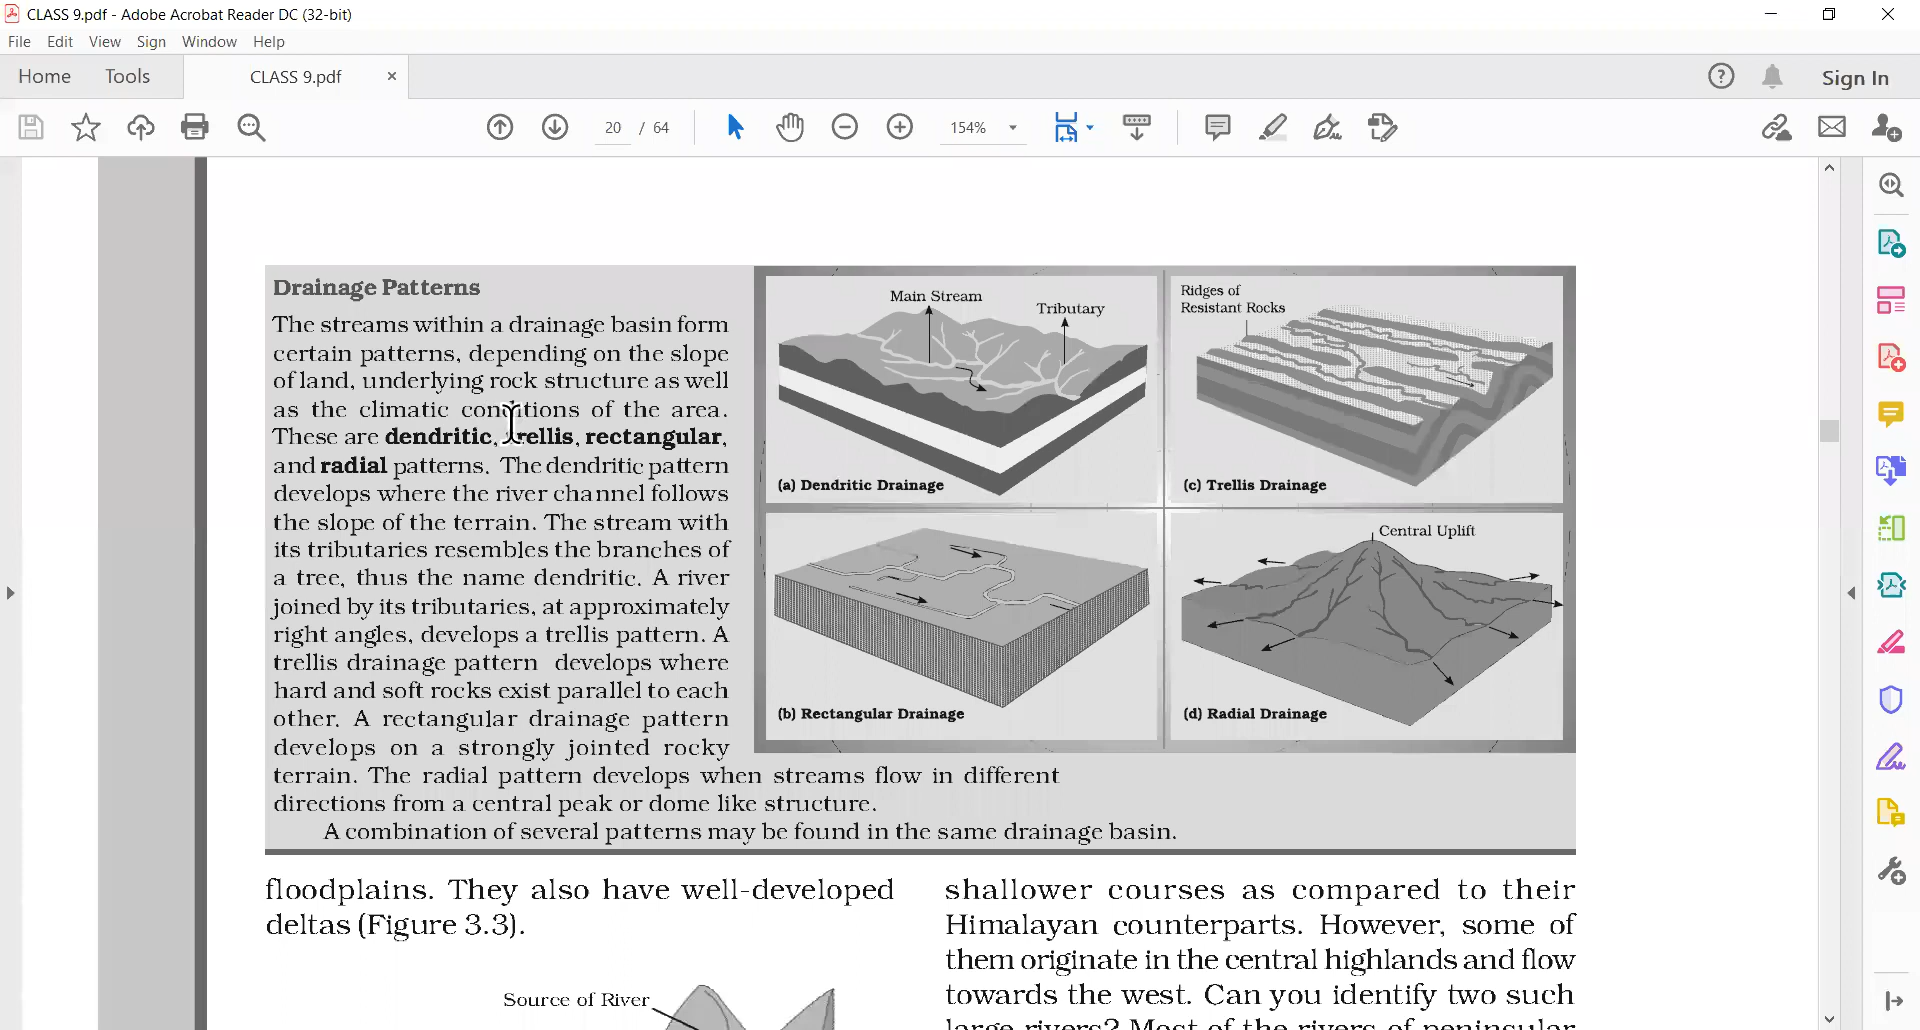 CLASS 9.pdf - Adobe Acrobat Reader DC (32-bit)
File Edit View Sign Window Help
Home Tools CLASS 9.pdf × Sign In
20 / 64 154%
Drainage Patterns
The streams within a drainage basin form
certain patterns, depending on the slope
of land, underlying rock structure as well
as the climatic conditions of the area.
These are dendritic, trellis, rectangular,
and radial patterns. The dendritic pattern
develops where the river channel follows
the slope of the terrain. The stream with
its tributaries resembles the branches of
a tree, thus the name dendritic. A river
joined by its tributaries, at approximately
right angles, develops a trellis pattern. A
trellis drainage pattern develops where
hard and soft rocks exist parallel to each
other. A rectangular drainage pattern
develops on a strongly jointed rocky
terrain. The radial pattern develops when streams flow in different
directions from a central peak or dome like structure.
A combination of several patterns may be found in the same drainage basin.
Main Stream
Tributary
(a) Dendritic Drainage
Ridges of
Resistant Rocks
(c) Trellis Drainage
(b) Rectangular Drainage
Central Uplift
(d) Radial Drainage
floodplains. They also have well-developed
deltas (Figure 3.3).
Source of River
shallower courses as compared to their
Himalayan counterparts. However, some of
them originate in the central highlands and flow
towards the west. Can you identify two such
large rivers? Most of the rivers of peninsular